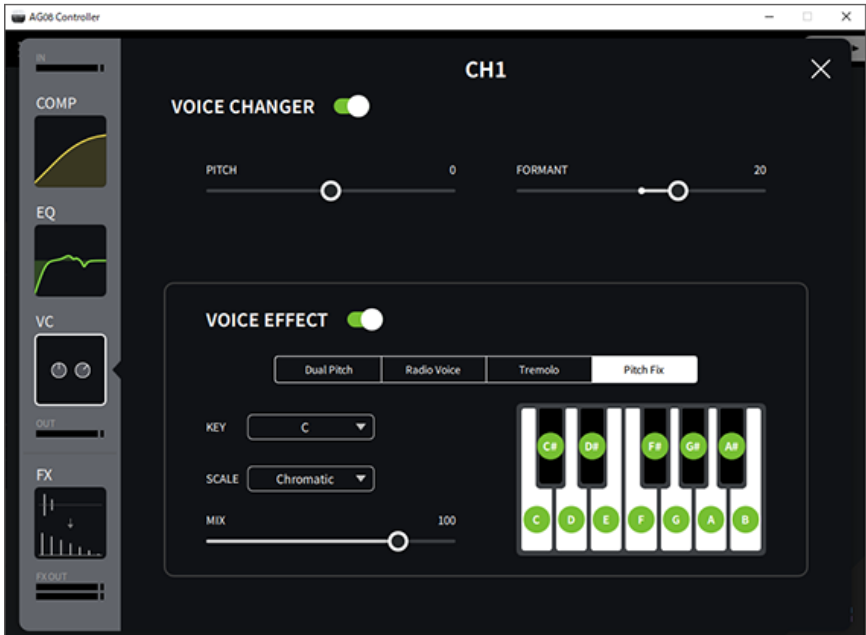 AG08 Controller
IN
COMP
EQ
VC
OUT
FX
FX OUT
CH1
VOICE CHANGER
PITCH 0
FORMANT 20
VOICE EFFECT
Dual Pitch Radio Voice Tremolo Pitch Fix
KEY C
SCALE Chromatic
MIX 100
C# D# F# G# A#
C D E F G A B